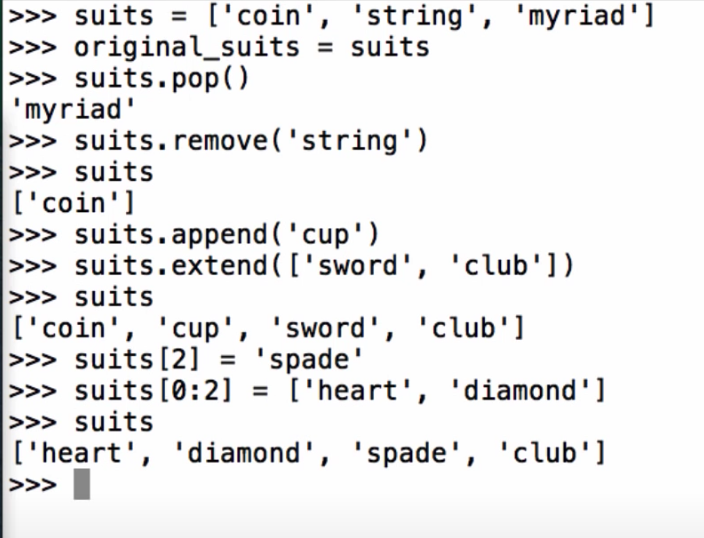 >>> suits = ['coin', 'string', 'myriad']
>>> original_suits = suits
>>> suits.pop()
'myriad'
>>> suits.remove('string')
>>> suits
['coin']
>>> suits.append('cup')
>>> suits.extend(['sword', 'club'])
>>> suits
['coin', 'cup', 'sword', 'club']
>>> suits[2] = 'spade'
>>> suits[0:2] = ['heart', 'diamond']
>>> suits
['heart', 'diamond', 'spade', 'club']
>>>